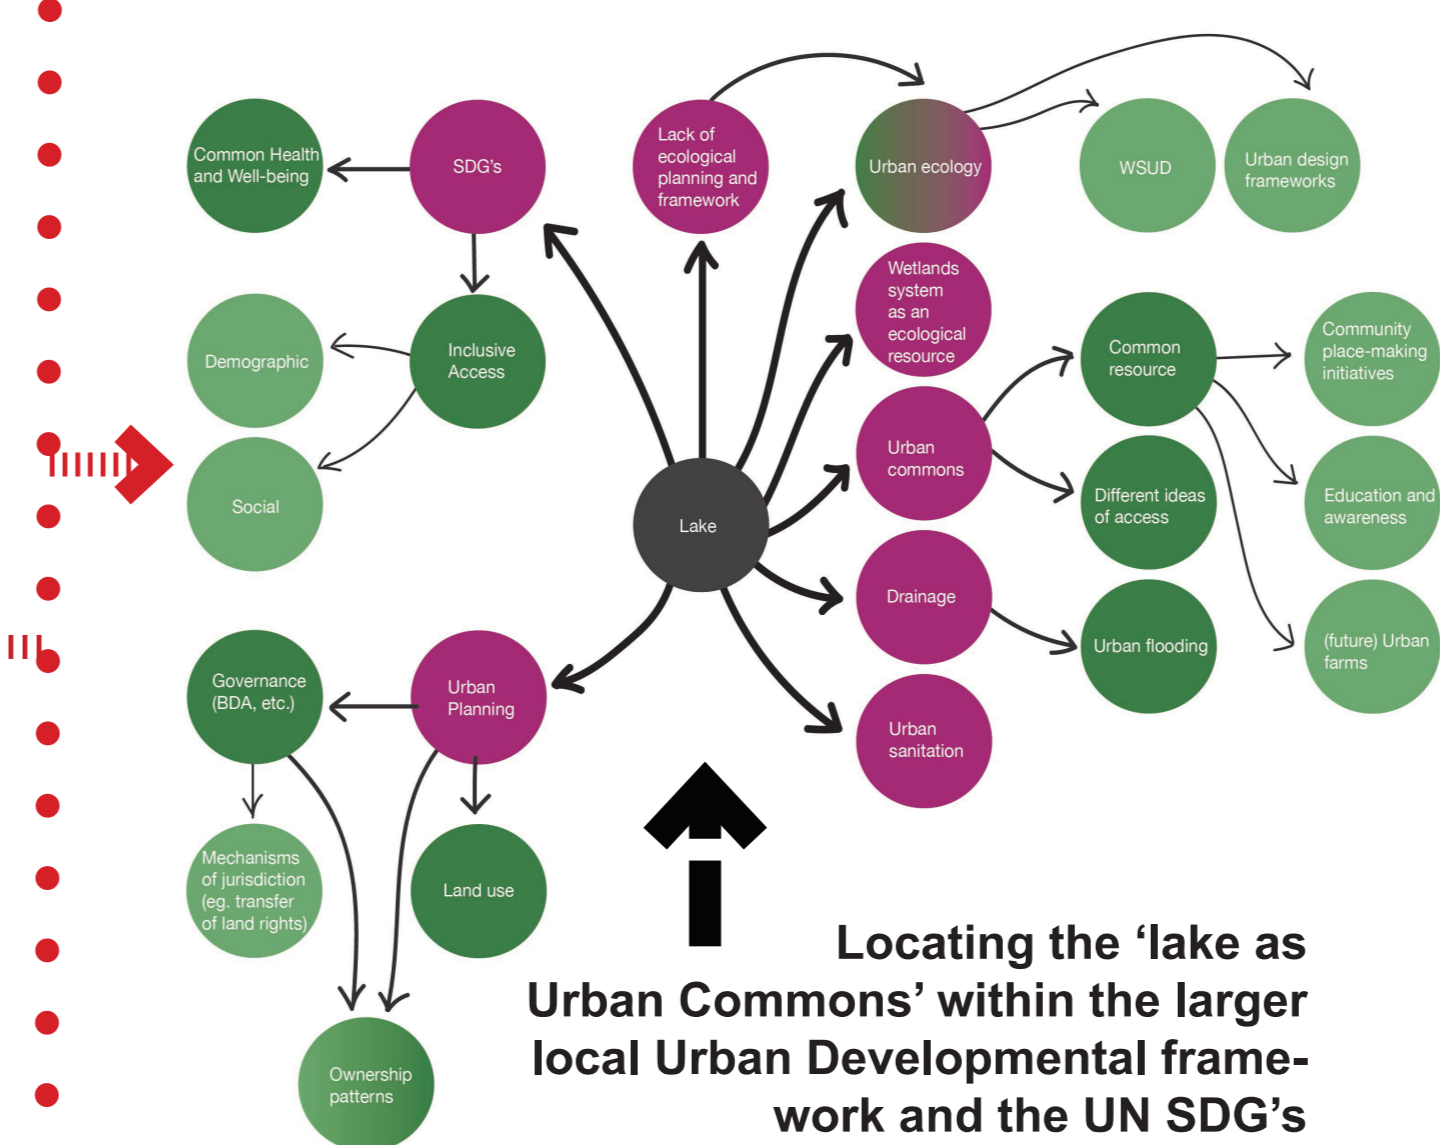 Common Health
and Well-being
SDG's
Lack of
ecological
planning and
framework
Urban ecology
WSUD
Urban design
frameworks
Wetlands
system
as an
ecological
resource
Demographic
Inclusive
Access
Common
resource
Community
place-making
initiatives
Social
Lake
Urban
commons
Different ideas
of access
Education and
awareness
Drainage
Urban flooding
(future) Urban
farms
Governance
(BDA, etc.)
Urban
Planning
Urban
sanitation
Mechanisms
of jurisdiction
(eg. transfer
of land rights)
Land use
Ownership
patterns
Locating the ‘lake as
Urban Commons’ within the larger
local Urban Developmental frame-
work and the UN SDG's